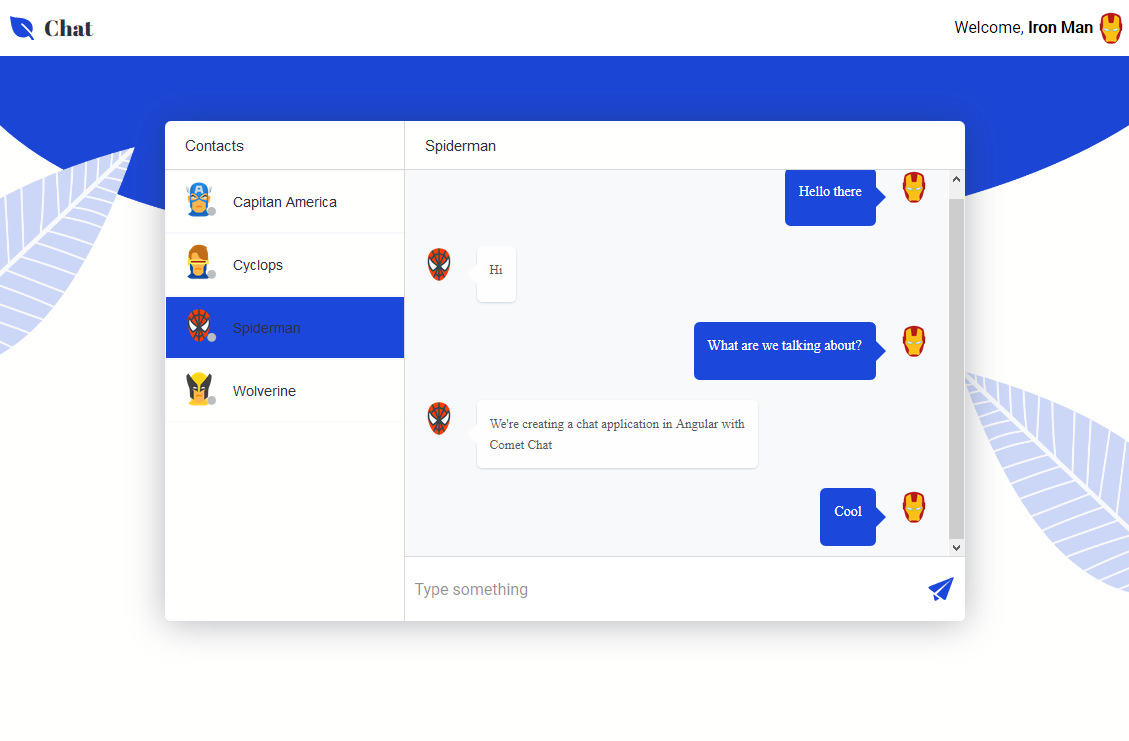 Chat
Welcome, Iron Man
Contacts
Spiderman
Capitan America
Cyclops
Spiderman
Wolverine
Hello there
Hi
What are we talking about?
We're creating a chat application in Angular with
Comet Chat
Cool
Type something